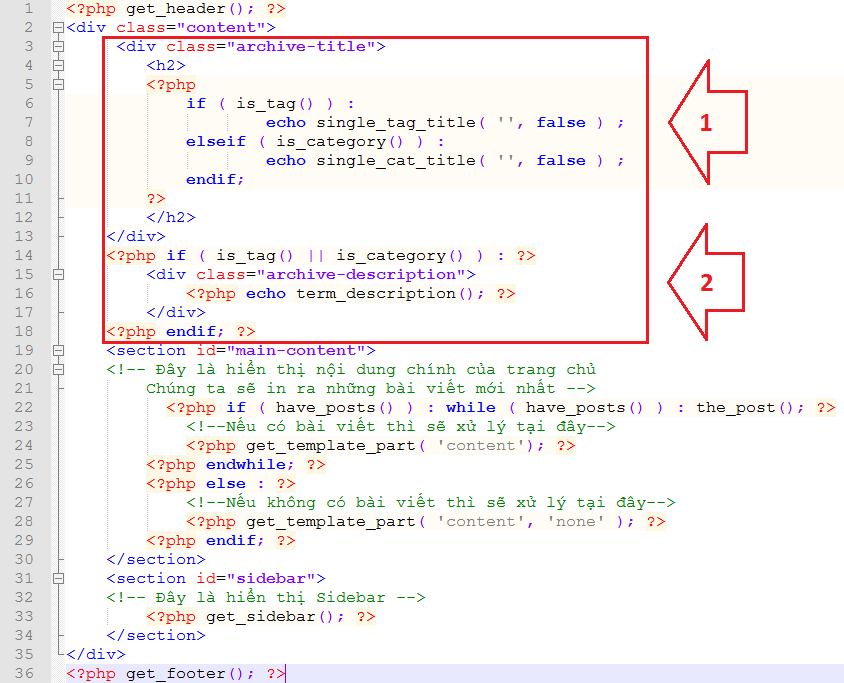 1 <?php get_header(); ?>
2 <div class="content">
3 <div class="archive-title">
4 <h2>
5 <?php
6 if ( is_tag() ) :
7 echo single_tag_title( '', false ) ;
8 elseif ( is_category() ) :
9 echo single_cat_title( '', false ) ;
10 endif;
11 ?>
12 </h2>
13 </div>
14 <?php if ( is_tag() || is_category() ) : ?>
15 <div class="archive-description">
16 <?php echo term_description(); ?>
17 </div>
18 <?php endif; ?>
19 <section id="main-content">
20 <!-- Đây là hiển thị nội dung chính của trang chủ
21 Chúng ta sẽ in ra những bài viết mới nhất -->
22 <?php if ( have_posts() ) : while ( have_posts() ) : the_post(); ?>
23 <!--Nếu có bài viết thì sẽ xử lý tại đây-->
24 <?php get_template_part( 'content'); ?>
25 <?php endwhile; ?>
26 <?php else : ?>
27 <!--Nếu không có bài viết thì sẽ xử lý tại đây-->
28 <?php get_template_part( 'content', 'none' ); ?>
29 <?php endif; ?>
30 </section>
31 <section id="sidebar">
32 <!-- Đây là hiển thị Sidebar -->
33 <?php get_sidebar(); ?>
34 </section>
35 </div>
36 <?php get_footer(); ?>
1
2